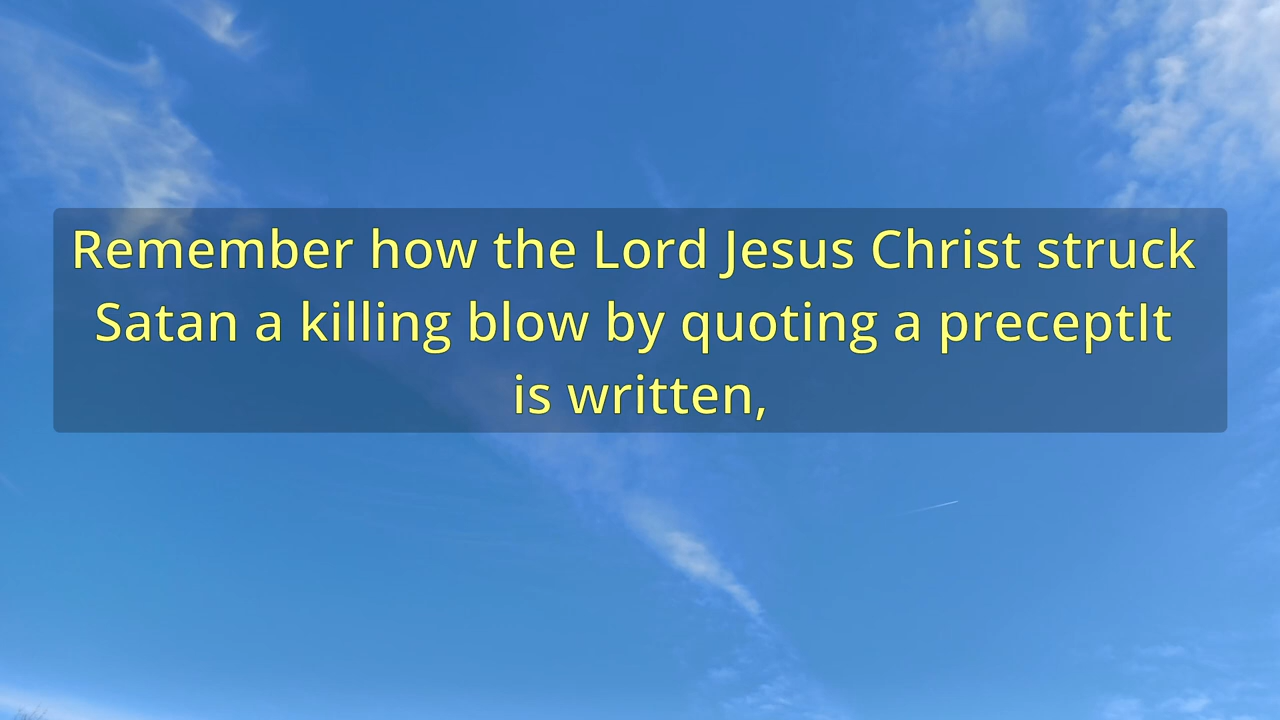 Remember how the Lord Jesus Christ struck
Satan a killing blow by quoting a preceptIt
is written,